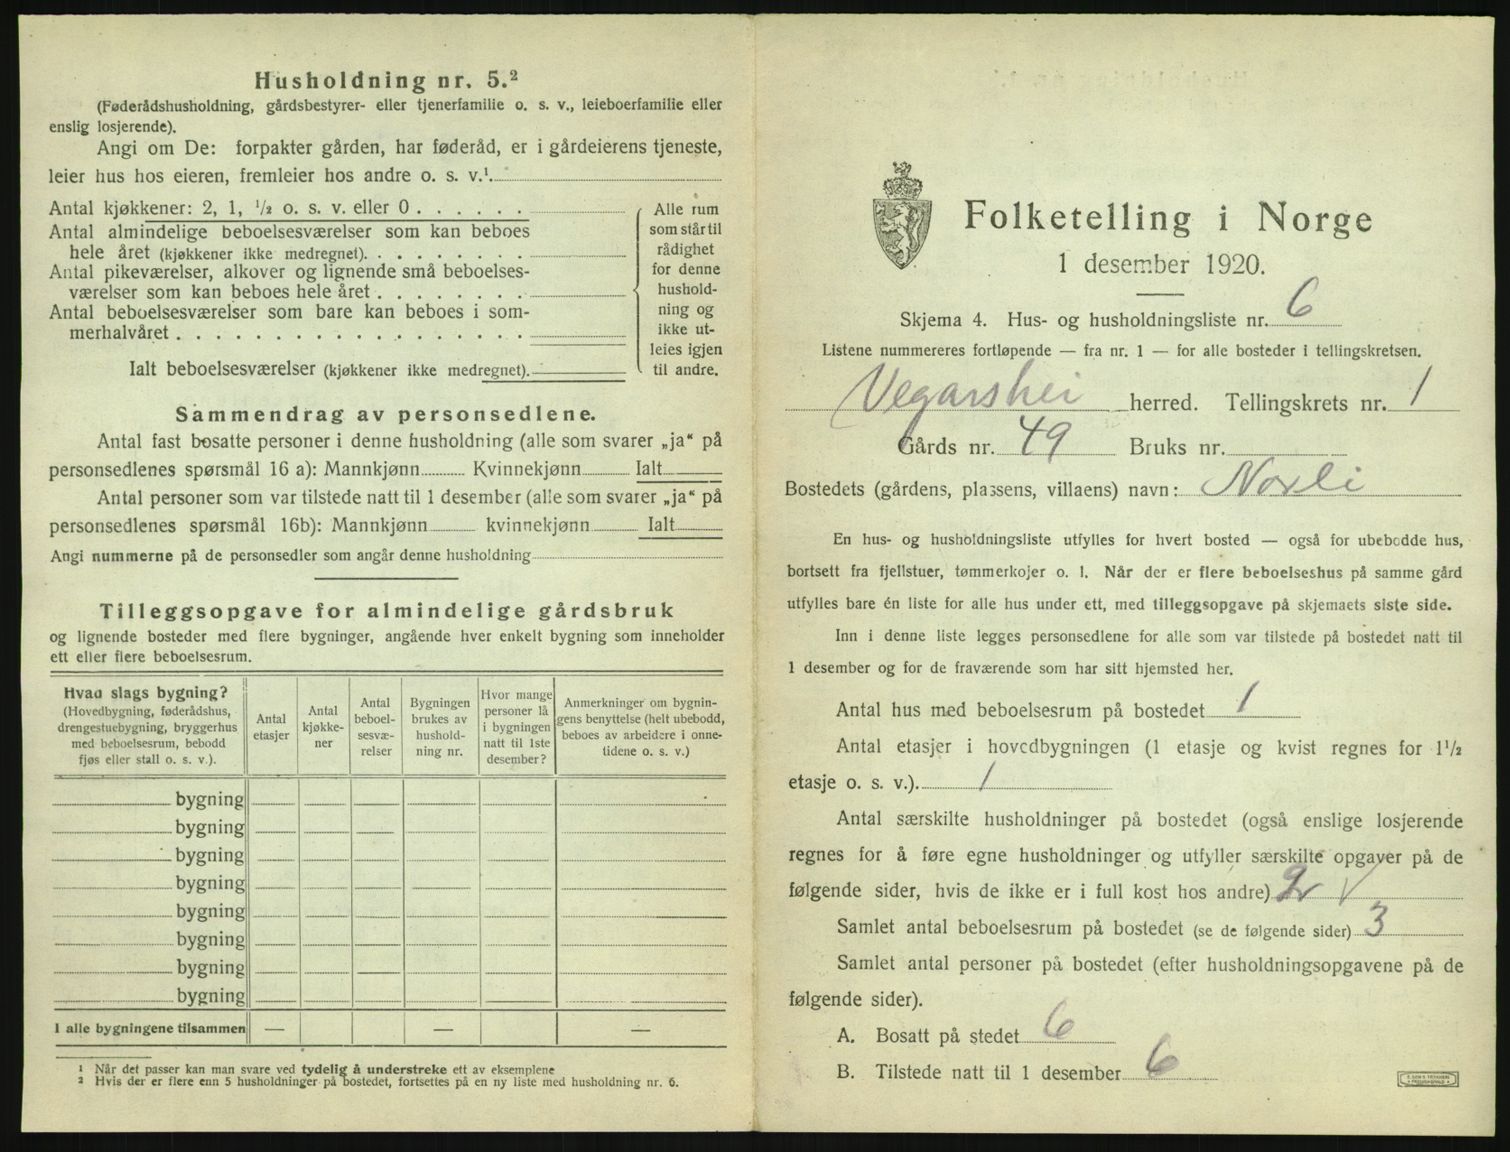 Husholdning nr. 5.²
(Føderådshusholdning, gårdsbestyrer- eller tjenerfamilie o. s. v., leieboerfamilie eller
enslig losjerende).
Angi om De: forpakter gården, har føderåd, er i gårdeierens tjeneste,
leier hus hos eieren, fremleier hos andre o. s. v.¹
Antal kjøkkener: 2, 1, ½ o. s. v. eller 0
Antal almindelige beboelsesværelser som kan beboes
hele året (kjøkkener ikke medregnet).
Antal pikeværelser, alkover og lignende små beboelses-
værelser som kan beboes hele året
Antal beboelsesværelser som bare kan beboes i som-
merhalvåret
Ialt beboelsesværelser (kjøkkener ikke medregnet).
Alle rum
som står til
rådighet
for denne
hushold-
ning og
ikke ut-
leies igjen
til andre.
Sammendrag av personsedlene.
Antal fast bosatte personer i denne husholdning (alle som svarer „ja“ på
personsedlenes spørsmål 16 a): Mannkjønn Kvinnekjønn Ialt
Antal personer som var tilstede natt til 1 desember (alle som svarer „ja“ på
personsedlenes spørsmål 16b): Mannkjønn kvinnekjønn Ialt
Angi nummerne på de personsedler som angår denne husholdning
Tilleggsopgave for almindelige gårdsbruk
og lignende bosteder med flere bygninger, angående hver enkelt bygning som inneholder
ett eller flere beboelsesrum.
Hvad slags bygning?
(Hovedbygning, føderådshus,
drengestuebygning, bryggerhus
med beboelsesrum, bebodd
fjøs eller stall o. s. v.).
Antal
etasjer
Antal
kjøkke-
ner
Antal
beboel-
sesvæ-
relser
Bygningen
brukes av
hushold-
ning nr.
Hvor mange
personer lå
i bygningen
natt til 1ste
desember?
Anmerkninger om bygnin-
gens benyttelse (helt ubebodd,
beboes av arbeidere i onne-
tidene o. s. v.)
bygning
bygning
bygning
bygning
bygning
bygning
bygning
bygning
I alle bygningene tilsammen — — —
¹ Når det passer kan man svare ved tydelig å understreke ett av eksemplene
² Hvis der er flere enn 5 husholdninger på bostedet, fortsettes på en ny liste med husholdning nr. 6.
Folketelling i Norge
1 desember 1920.
Skjema 4. Hus- og husholdningsliste nr. 6
Listene nummereres fortløpende — fra nr. 1 — for alle bosteder i tellingskretsen.
Vegarshei herred. Tellingskrets nr. 1
Gårds nr. 49 Bruks nr.
Bostedets (gårdens, plassens, villaens) navn: Norli
En hus- og husholdningsliste utfylles for hvert bosted — også for ubebodde hus,
bortsett fra fjellstuer, tømmerkojer o. l. Når der er flere beboelseshus på samme gård
utfylles bare én liste for alle hus under ett, med tilleggsopgave på skjemaets siste side.
Inn i denne liste legges personsedlene for alle som var tilstede på bostedet natt til
1 desember og for de fraværende som har sitt hjemsted her.
Antal hus med beboelsesrum på bostedet 1
Antal etasjer i hovedbygningen (1 etasje og kvist regnes for 1½
etasje o. s. v.). 1
Antal særskilte husholdninger på bostedet (også enslige losjerende
regnes for å føre egne husholdninger og utfyller særskilte opgaver på de
følgende sider, hvis de ikke er i full kost hos andre) 2 √
Samlet antal beboelsesrum på bostedet (se de følgende sider) 3
Samlet antal personer på bostedet (efter husholdningsopgavene på de
følgende sider).
A. Bosatt på stedet 6
B. Tilstede natt til 1 desember 6